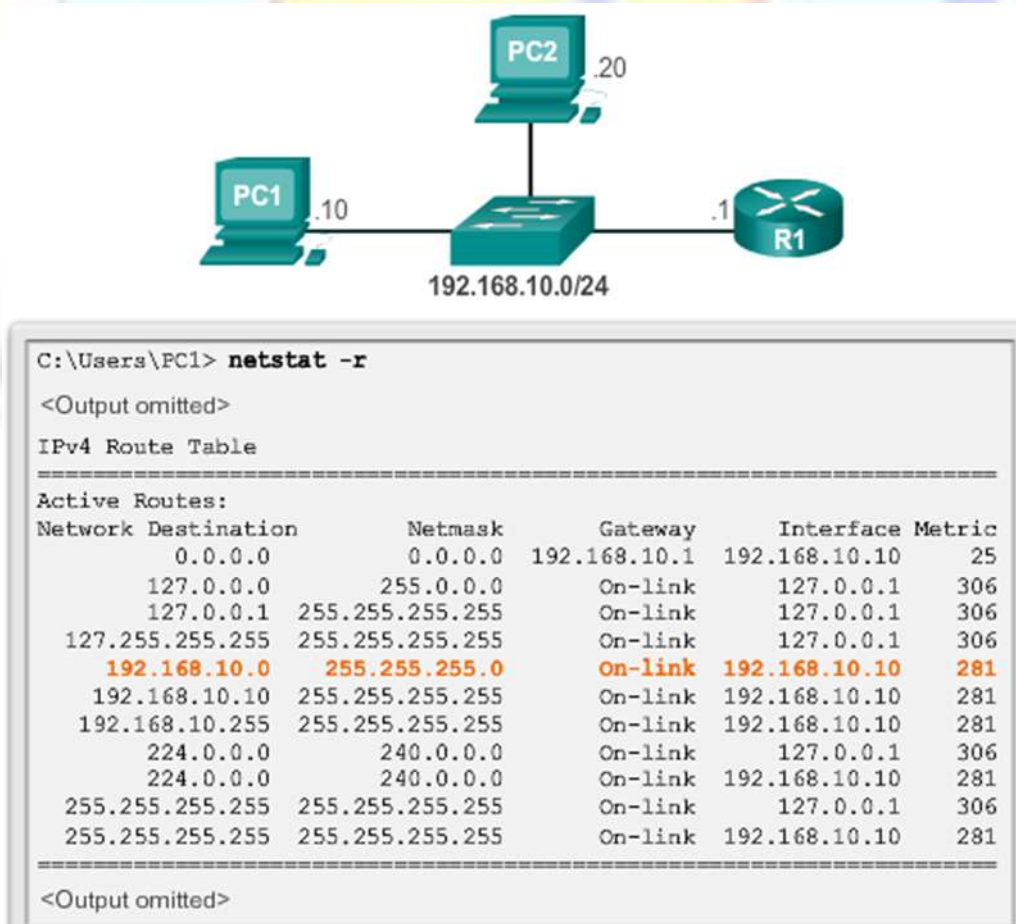 PC2
.20
PC1
.10
.1
R1
192.168.10.0/24
C:\Users\PC1> netstat -r
<Output omitted>
IPv4 Route Table
===========================================================================
Active Routes:
Network Destination Netmask Gateway Interface Metric
0.0.0.0 0.0.0.0 192.168.10.1 192.168.10.10 25
127.0.0.0 255.0.0.0 On-link 127.0.0.1 306
127.0.0.1 255.255.255.255 On-link 127.0.0.1 306
127.255.255.255 255.255.255.255 On-link 127.0.0.1 306
192.168.10.0 255.255.255.0 On-link 192.168.10.10 281
192.168.10.10 255.255.255.255 On-link 192.168.10.10 281
192.168.10.255 255.255.255.255 On-link 192.168.10.10 281
224.0.0.0 240.0.0.0 On-link 127.0.0.1 306
224.0.0.0 240.0.0.0 On-link 192.168.10.10 281
255.255.255.255 255.255.255.255 On-link 127.0.0.1 306
255.255.255.255 255.255.255.255 On-link 192.168.10.10 281
===========================================================================
<Output omitted>